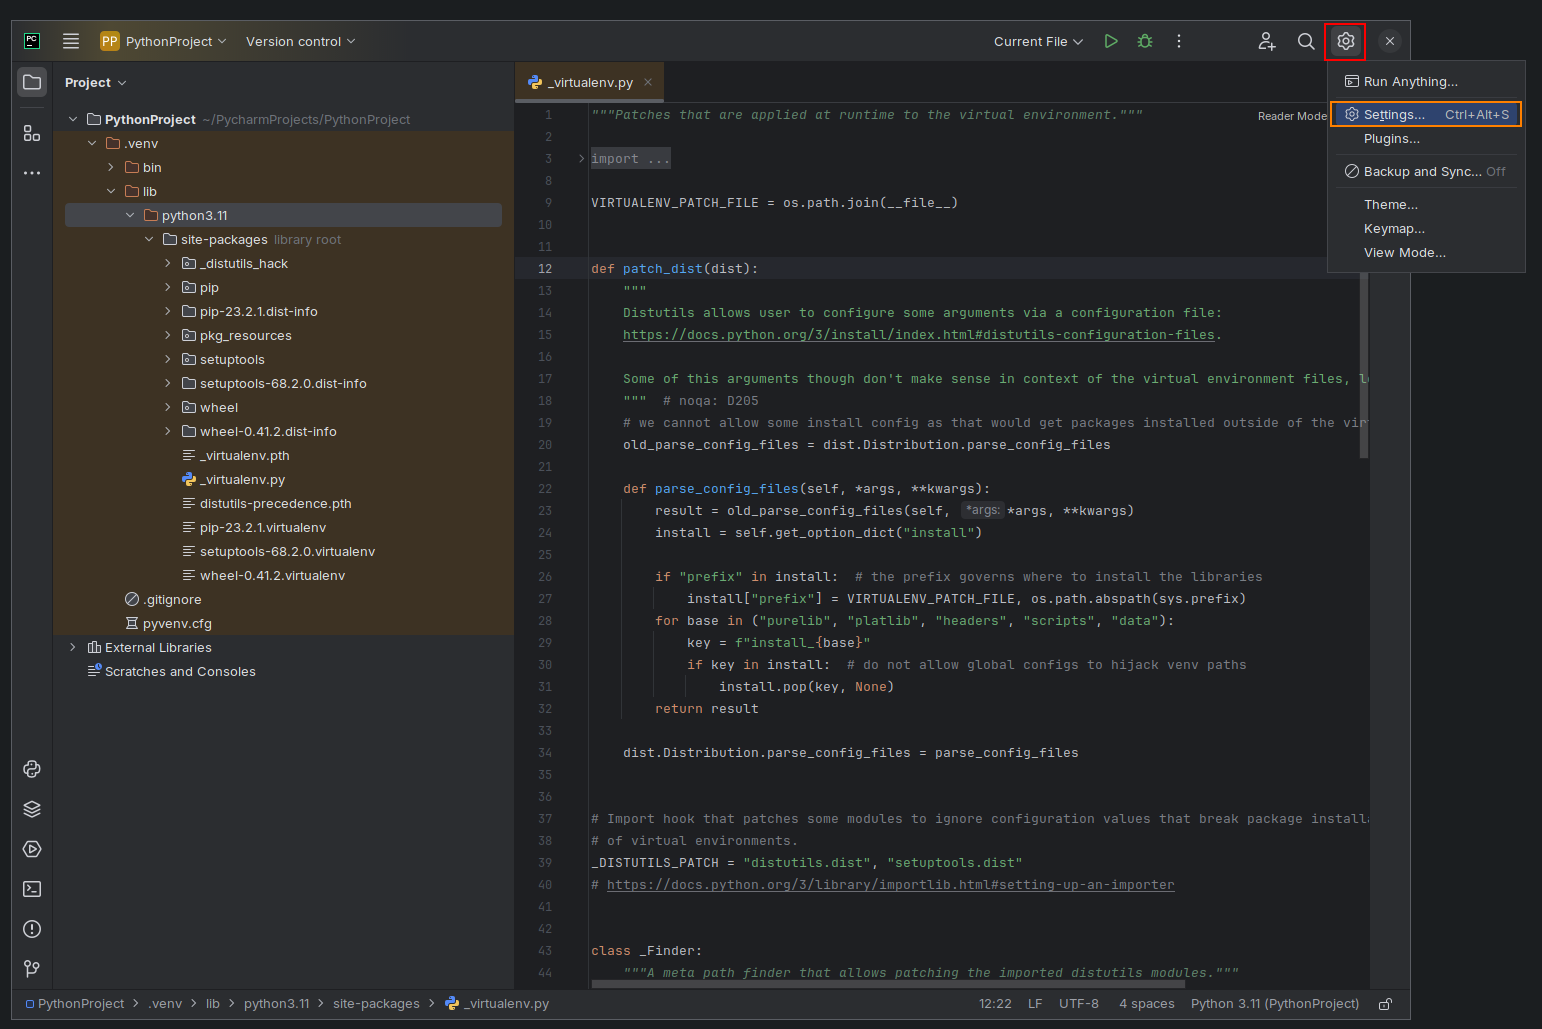 PC
PP PythonProject Version control Current File
Project
_virtualenv.py
Run Anything...
Settings... Ctrl+Alt+S
Plugins...
Backup and Sync... Off
Theme...
Keymap...
View Mode...
PythonProject ~/PycharmProjects/PythonProject
.venv
bin
lib
python3.11
site-packages library root
_distutils_hack
pip
pip-23.2.1.dist-info
pkg_resources
setuptools
setuptools-68.2.0.dist-info
wheel
wheel-0.41.2.dist-info
_virtualenv.pth
_virtualenv.py
distutils-precedence.pth
pip-23.2.1.virtualenv
setuptools-68.2.0.virtualenv
wheel-0.41.2.virtualenv
.gitignore
pyvenv.cfg
External Libraries
Scratches and Consoles
1 """Patches that are applied at runtime to the virtual environment.""" Reader Mode
2
3 import ...
8
9 VIRTUALENV_PATCH_FILE = os.path.join(__file__)
10
11
12 def patch_dist(dist):
13 """
14 Distutils allows user to configure some arguments via a configuration file:
15 https://docs.python.org/3/install/index.html#distutils-configuration-files.
16
17 Some of this arguments though don't make sense in context of the virtual environment files, l
18 """ # noqa: D205
19 # we cannot allow some install config as that would get packages installed outside of the vir
20 old_parse_config_files = dist.Distribution.parse_config_files
21
22 def parse_config_files(self, *args, **kwargs):
23 result = old_parse_config_files(self, *args: *args, **kwargs)
24 install = self.get_option_dict("install")
25
26 if "prefix" in install: # the prefix governs where to install the libraries
27 install["prefix"] = VIRTUALENV_PATCH_FILE, os.path.abspath(sys.prefix)
28 for base in ("purelib", "platlib", "headers", "scripts", "data"):
29 key = f"install_{base}"
30 if key in install: # do not allow global configs to hijack venv paths
31 install.pop(key, None)
32 return result
33
34 dist.Distribution.parse_config_files = parse_config_files
35
36
37 # Import hook that patches some modules to ignore configuration values that break package install
38 # of virtual environments.
39 _DISTUTILS_PATCH = "distutils.dist", "setuptools.dist"
40 # https://docs.python.org/3/library/importlib.html#setting-up-an-importer
41
42
43 class _Finder:
44 """A meta path finder that allows patching the imported distutils modules."""
PythonProject > .venv > lib > python3.11 > site-packages > _virtualenv.py 12:22 LF UTF-8 4 spaces Python 3.11 (PythonProject)